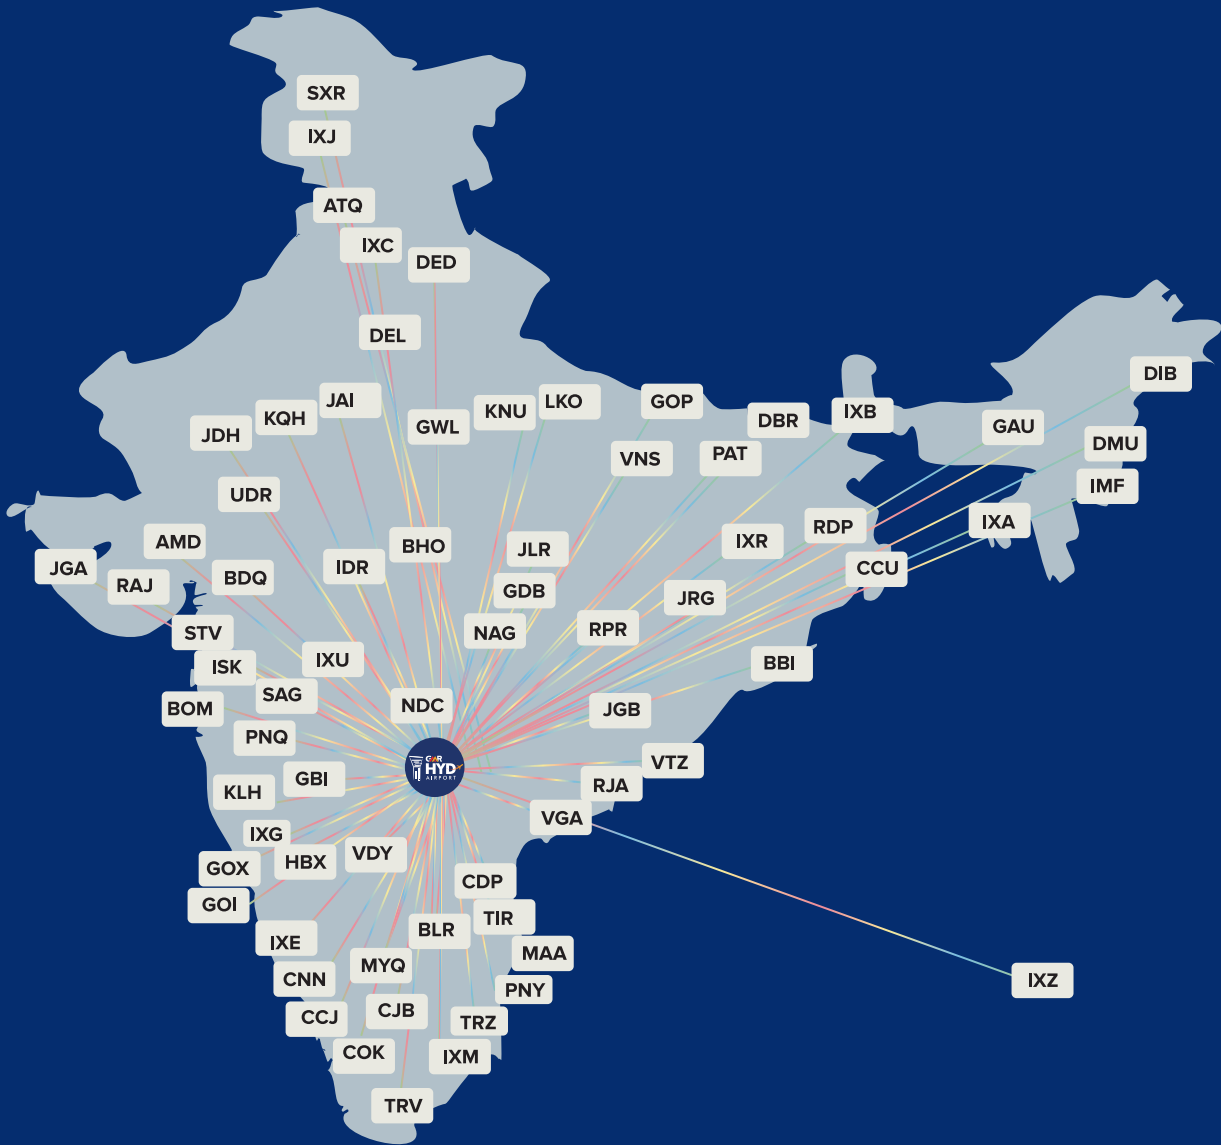 SXR
IXJ
ATQ
IXC
DED
DEL
DIB
JAI
KQH
KNU
LKO
GOP
DBR
IXB
JDH
GWL
GAU
DMU
VNS
PAT
UDR
IMF
IXA
RDP
AMD
BHO
JLR
IXR
JGA
RAJ
BDQ
IDR
CCU
GDB
JRG
STV
NAG
RPR
ISK
IXU
BBI
BOM
SAG
NDC
JGB
PNQ
GMR
HYD
AIRPORT
VTZ
KLH
GBI
RJA
VGA
IXG
GOX
HBX
VDY
CDP
GOI
TIR
IXE
BLR
MAA
CNN
MYQ
PNY
IXZ
CCJ
CJB
TRZ
COK
IXM
TRV